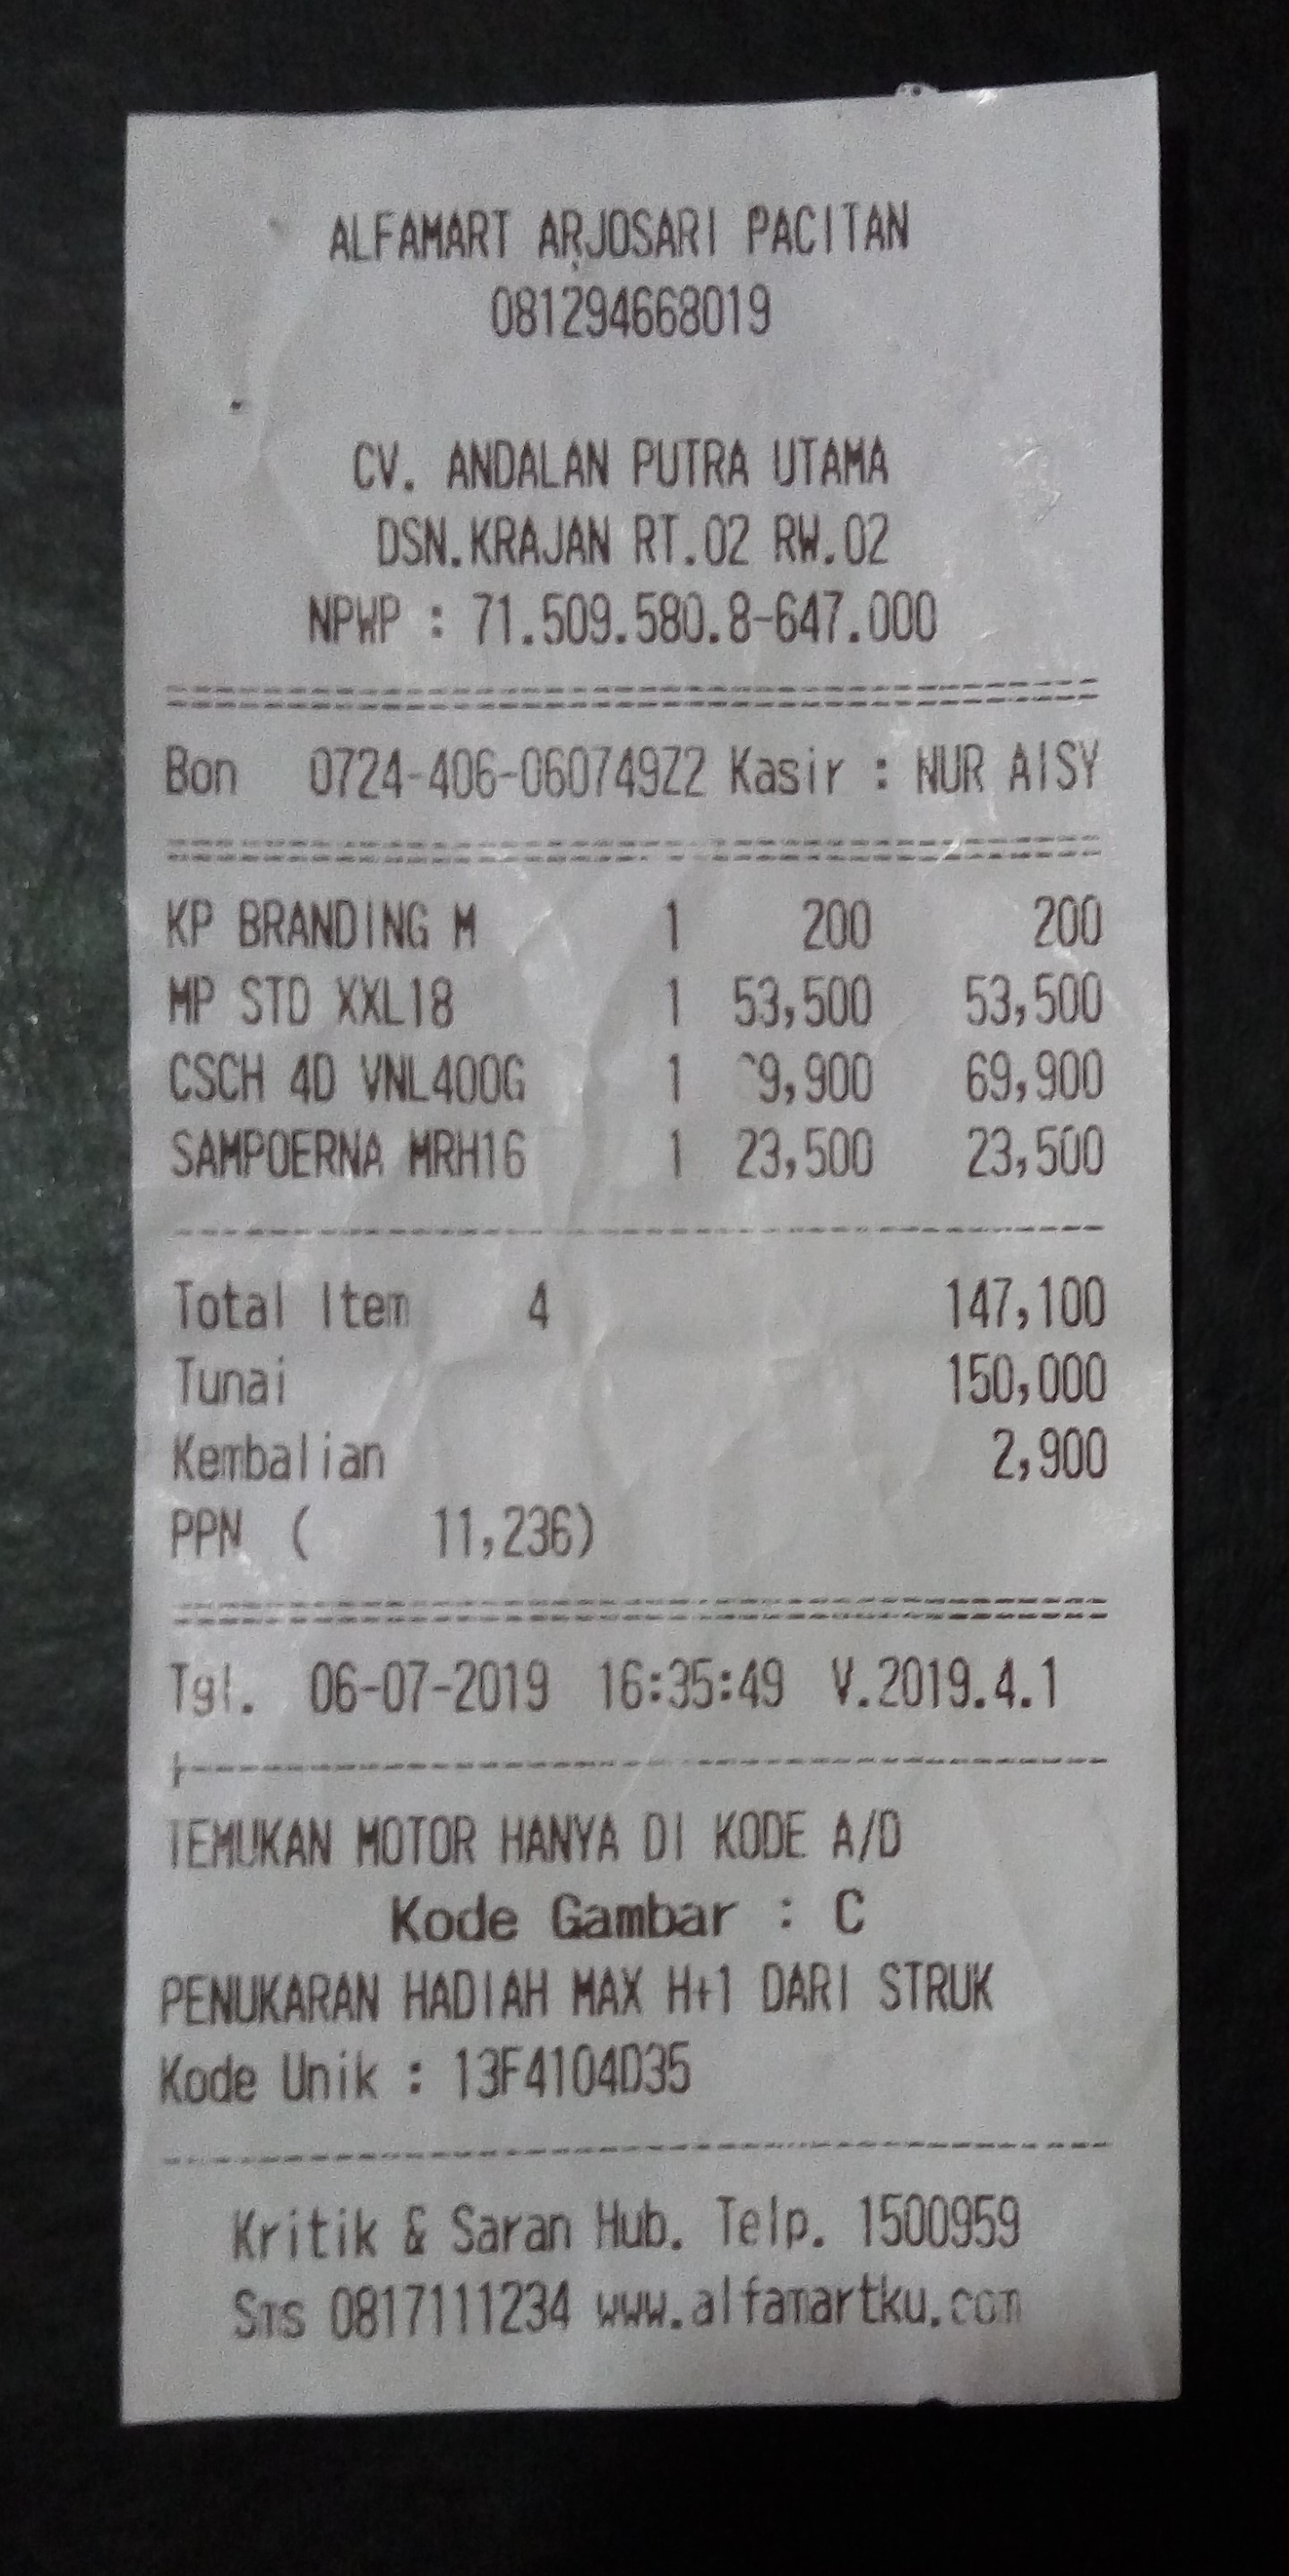 ALFAMART ARJOSARI PACITAN
081294668019
CV. ANDALAN PUTRA UTAMA
DSN.KRAJAN RT.02 RW.02
NPWP : 71.509.580.8-647.000
Bon 0724-406-060749Z2 Kasir : NUR AISY
KP BRANDING M 1 200 200
MP STD XXL18 1 53,500 53,500
CSCH 4D VNL400G 1 9,900 69,900
SAMPOERNA MRH16 1 23,500 23,500
Total Item 4 147,100
Tunai 150,000
Kembalian 2,900
PPN ( 11,236)
Tgl. 06-07-2019 16:35:49 V.2019.4.1
TEMUKAN MOTOR HANYA DI KODE A/D
Kode Gambar : C
PENUKARAN HADIAH MAX H+1 DARI STRUK
Kode Unik : 13F4104D35
Kritik & Saran Hub. Telp. 1500959
Sms 0817111234 www.alfamartku.com